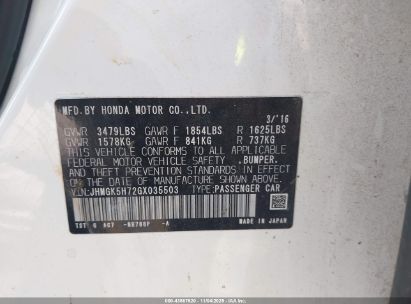 MFD.BY HONDA MOTOR CO.,LTD. 3/16
GVWR 3479LBS GAWR F 1854LBS R 1625LBS
GVWR 1578KG GAWR F 841KG R 737KG
THIS VEHICLE CONFORMS TO ALL APPLICABLE
FEDERAL MOTOR VEHICLE SAFETY .BUMPER.
AND THEFT PREVENTION STANDARDS IN EFFECT
ON THE DATE OF MANUFACTURE SHOWN ABOVE.
V.I.N:JHMGK5H72GX035503 TYPE:PASSENGER CAR
MADE IN JAPAN